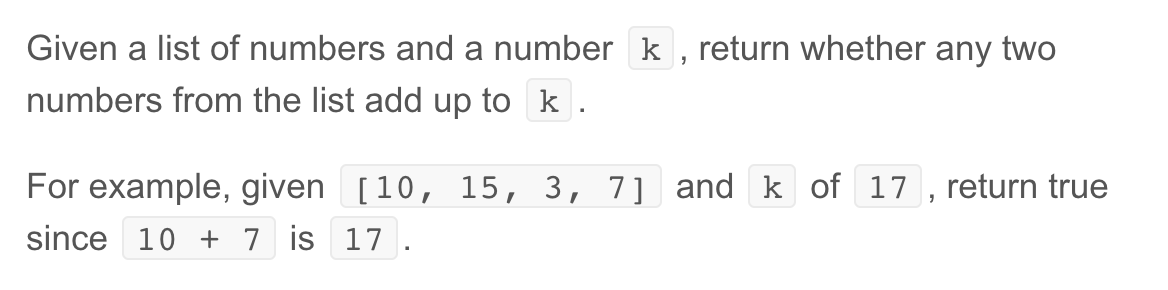 Given a list of numbers and a number k, return whether any two
numbers from the list add up to k.
For example, given [10, 15, 3, 7] and k of 17, return true
since 10 + 7 is 17.